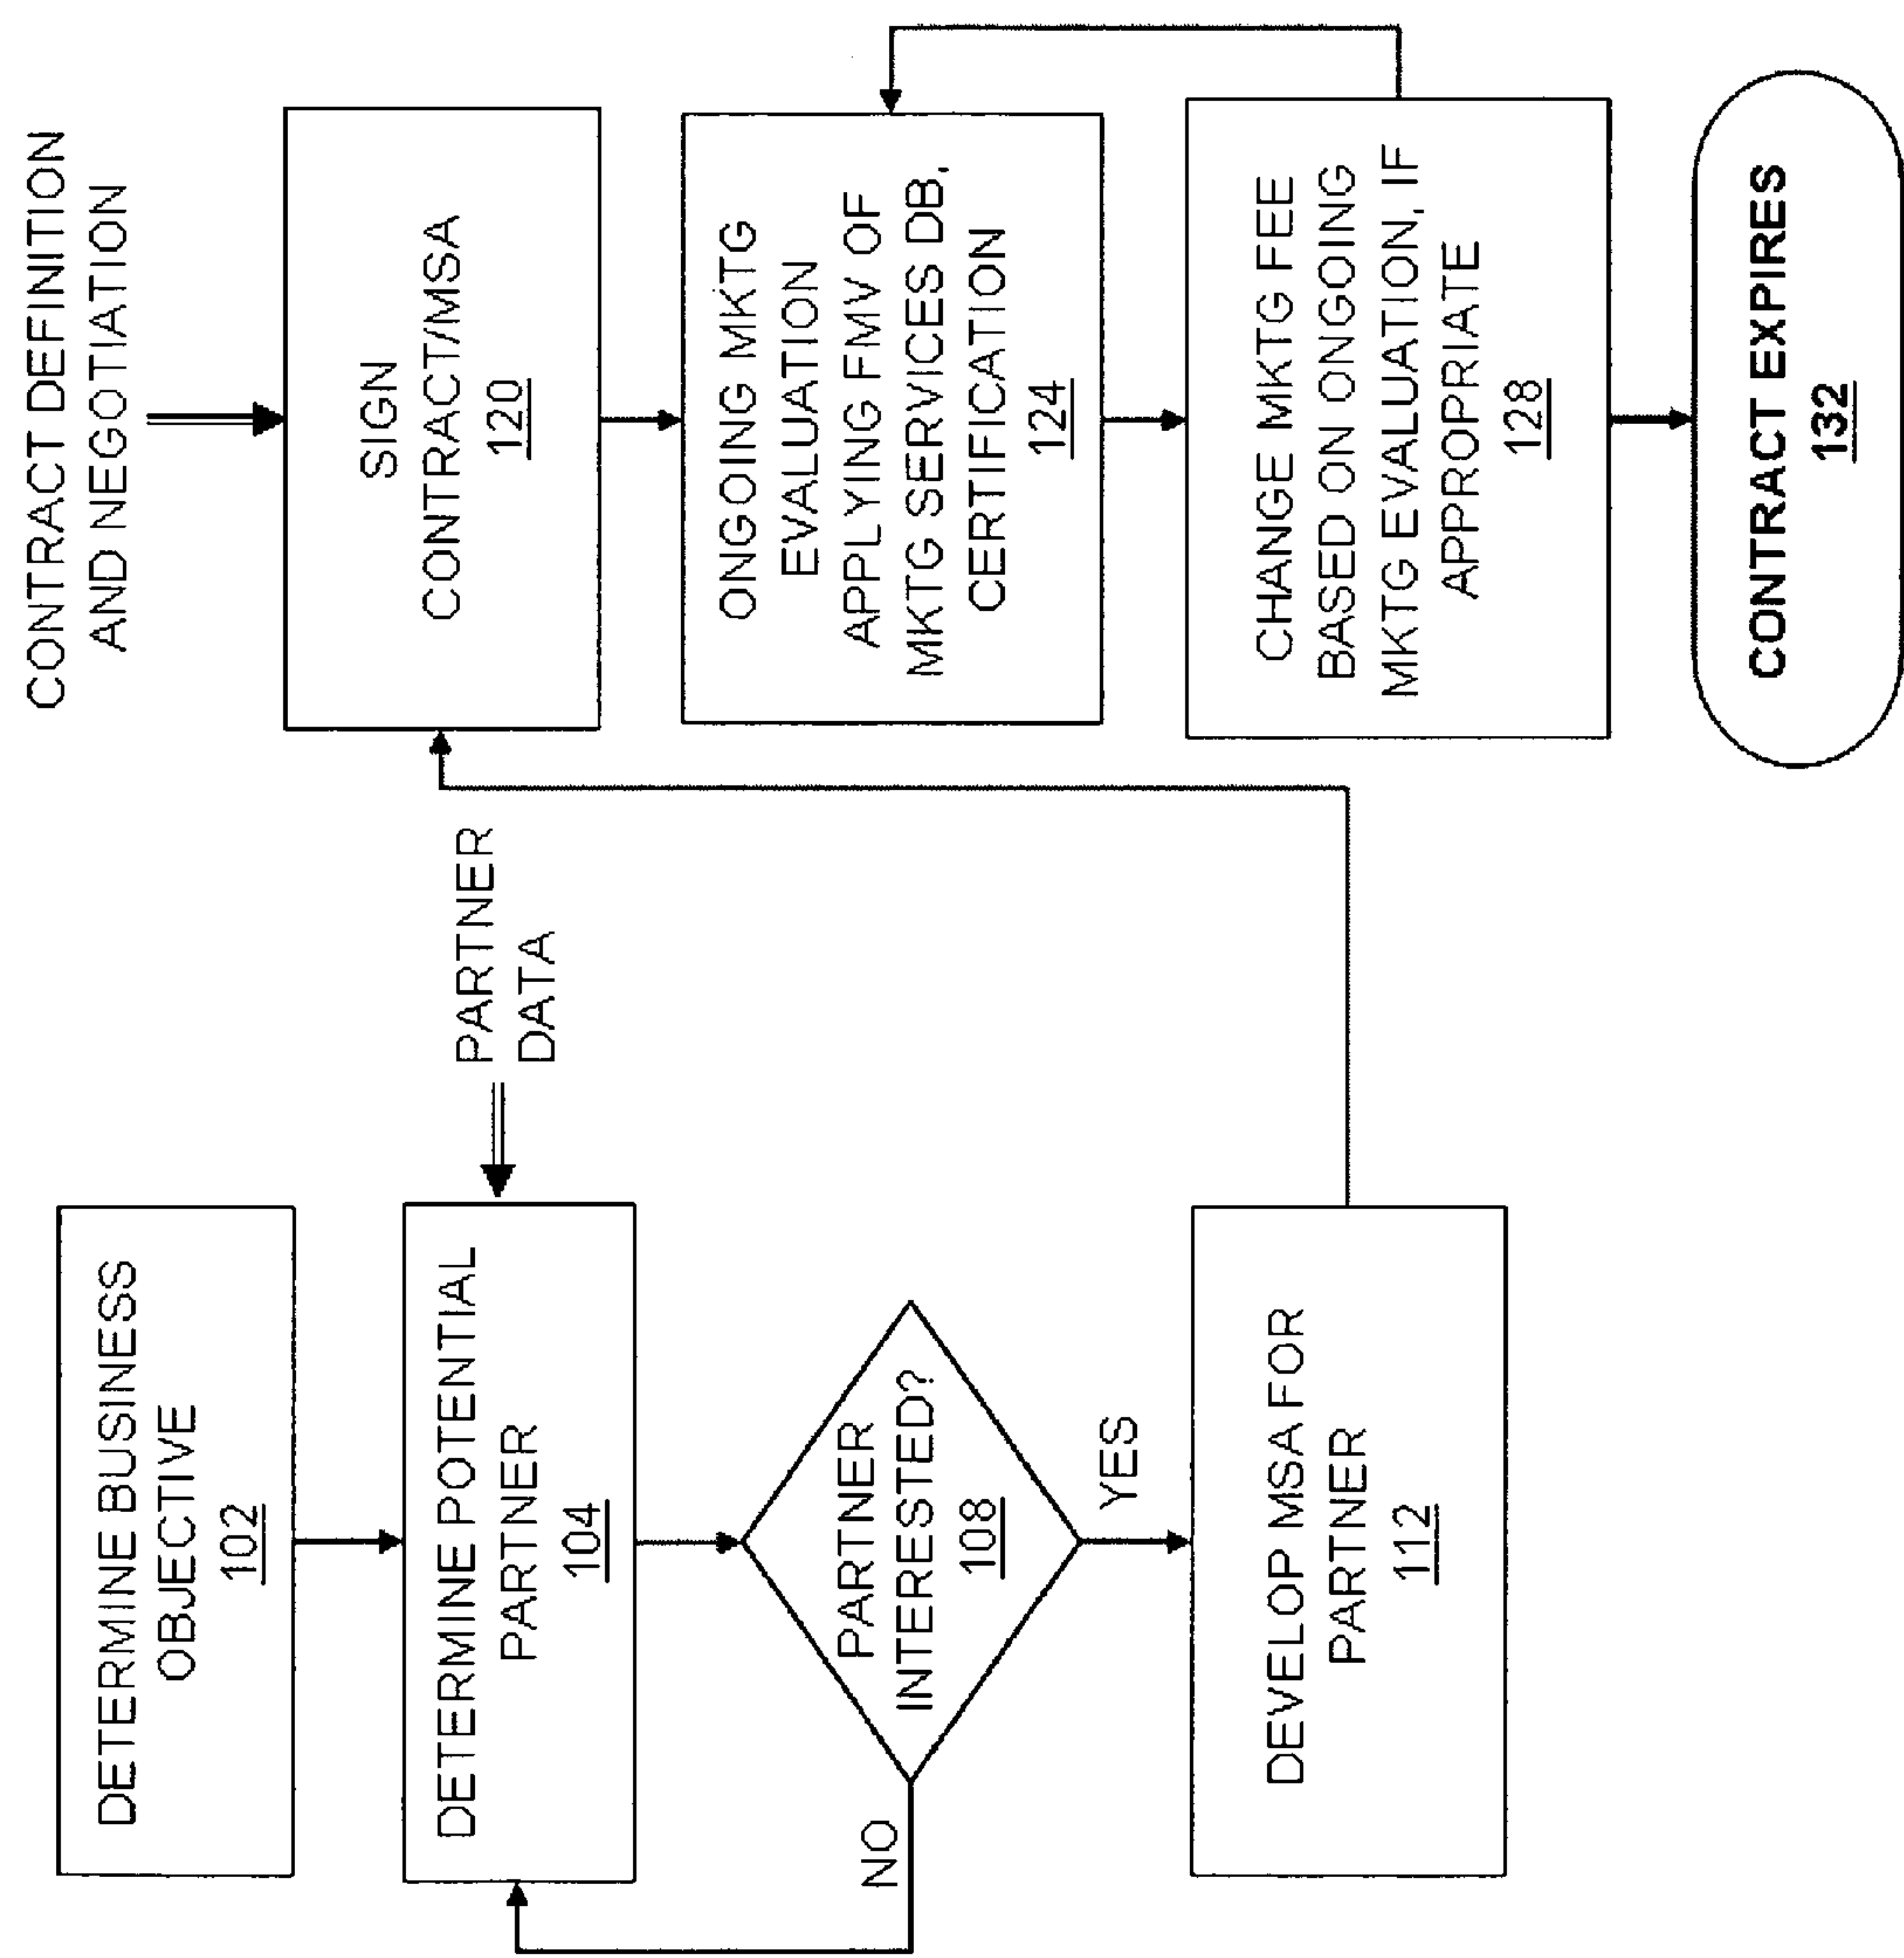 DETERMINE BUSINESS
OBJECTIVE
102
DETERMINE POTENTIAL
PARTNER
104
PARTNER
DATA
PARTNER
INTERESTED?
108
NO
YES
DEVELOP MSA FOR
PARTNER
112
CONTRACT DEFINITION
AND NEGOTIATION
SIGN
CONTRACT/MSA
120
ONGOING MKTG
EVALUATION
APPLYING FMV OF
MKTG SERVICES DB,
CERTIFICATION
124
CHANGE MKTG FEE
BASED ON ONGOING
MKTG EVALUATION, IF
APPROPRIATE
128
CONTRACT EXPIRES
132